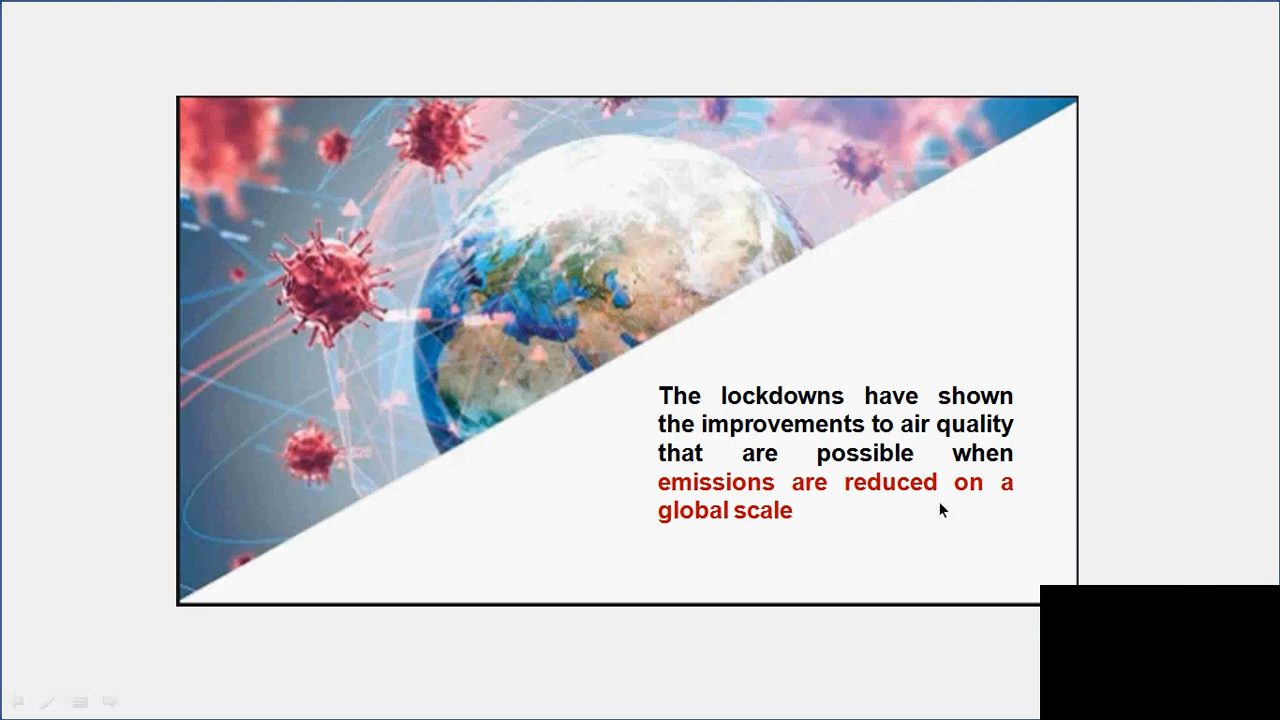 The lockdowns have shown
the improvements to air quality
that are possible when
emissions are reduced on a
global scale